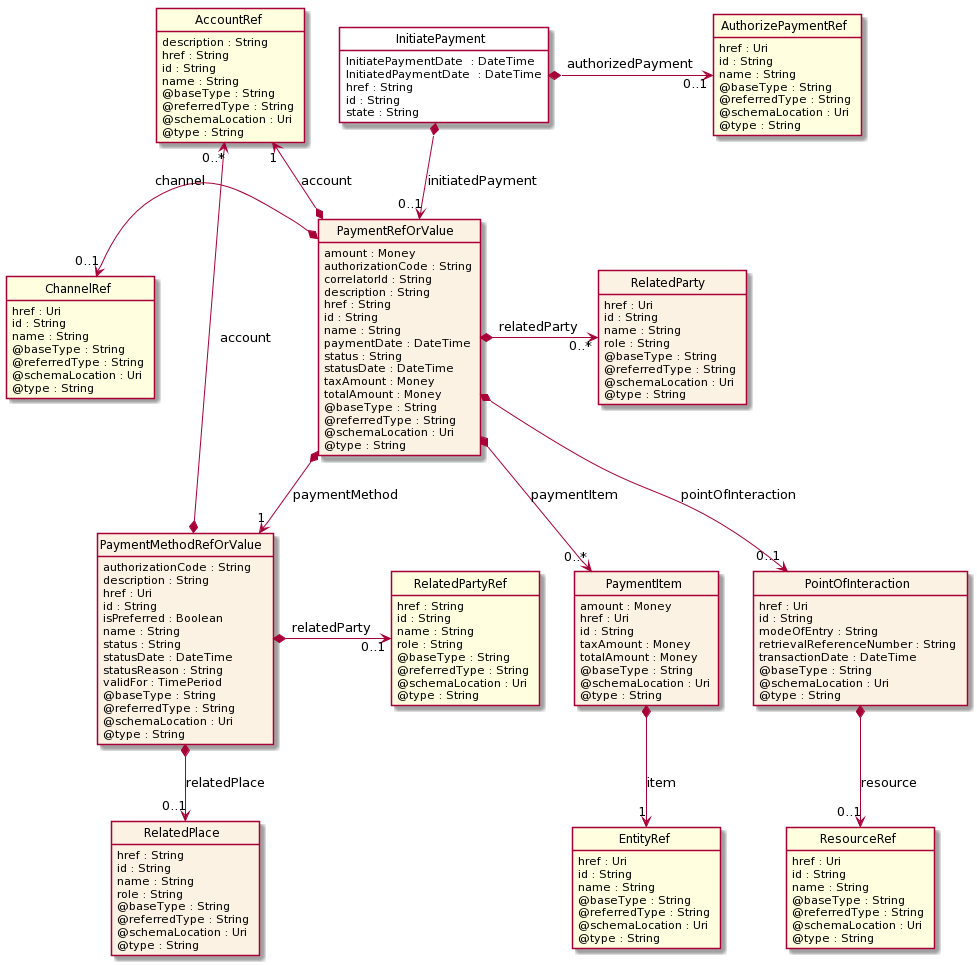 AccountRef
description : String
href : String
id : String
name : String
@baseType : String
@referredType : String
@schemaLocation : Uri
@type : String
InitiatePayment
InitiatePaymentDate : DateTime
InitiatedPaymentDate : DateTime
href : String
id : String
state : String
authorizedPayment
0..1
AuthorizePaymentRef
href : Uri
id : String
name : String
@baseType : String
@referredType : String
@schemaLocation : Uri
@type : String
0..*
1
channel
account
initiatedPayment
0..1
0..1
ChannelRef
href : Uri
id : String
name : String
@baseType : String
@referredType : String
@schemaLocation : Uri
@type : String
account
PaymentRefOrValue
amount : Money
authorizationCode : String
correlatorId : String
description : String
href : String
id : String
name : String
paymentDate : DateTime
status : String
statusDate : DateTime
taxAmount : Money
totalAmount : Money
@baseType : String
@referredType : String
@schemaLocation : Uri
@type : String
relatedParty
0..*
RelatedParty
href : Uri
id : String
name : String
role : String
@baseType : String
@referredType : String
@schemaLocation : Uri
@type : String
paymentMethod
1
paymentItem
0..*
pointOfInteraction
0..1
PaymentMethodRefOrValue
authorizationCode : String
description : String
href : Uri
id : String
isPreferred : Boolean
name : String
status : String
statusDate : DateTime
statusReason : String
validFor : TimePeriod
@baseType : String
@referredType : String
@schemaLocation : Uri
@type : String
relatedParty
0..1
RelatedPartyRef
href : String
id : String
name : String
role : String
@baseType : String
@referredType : String
@schemaLocation : Uri
@type : String
PaymentItem
amount : Money
href : Uri
id : String
taxAmount : Money
totalAmount : Money
@baseType : String
@schemaLocation : Uri
@type : String
PointOfInteraction
href : Uri
id : String
modeOfEntry : String
retrievalReferenceNumber : String
transactionDate : DateTime
@baseType : String
@schemaLocation : Uri
@type : String
relatedPlace
0..1
item
1
resource
0..1
RelatedPlace
href : String
id : String
name : String
role : String
@baseType : String
@referredType : String
@schemaLocation : Uri
@type : String
EntityRef
href : Uri
id : String
name : String
@baseType : String
@referredType : String
@schemaLocation : Uri
@type : String
ResourceRef
href : Uri
id : String
name : String
@baseType : String
@referredType : String
@schemaLocation : Uri
@type : String